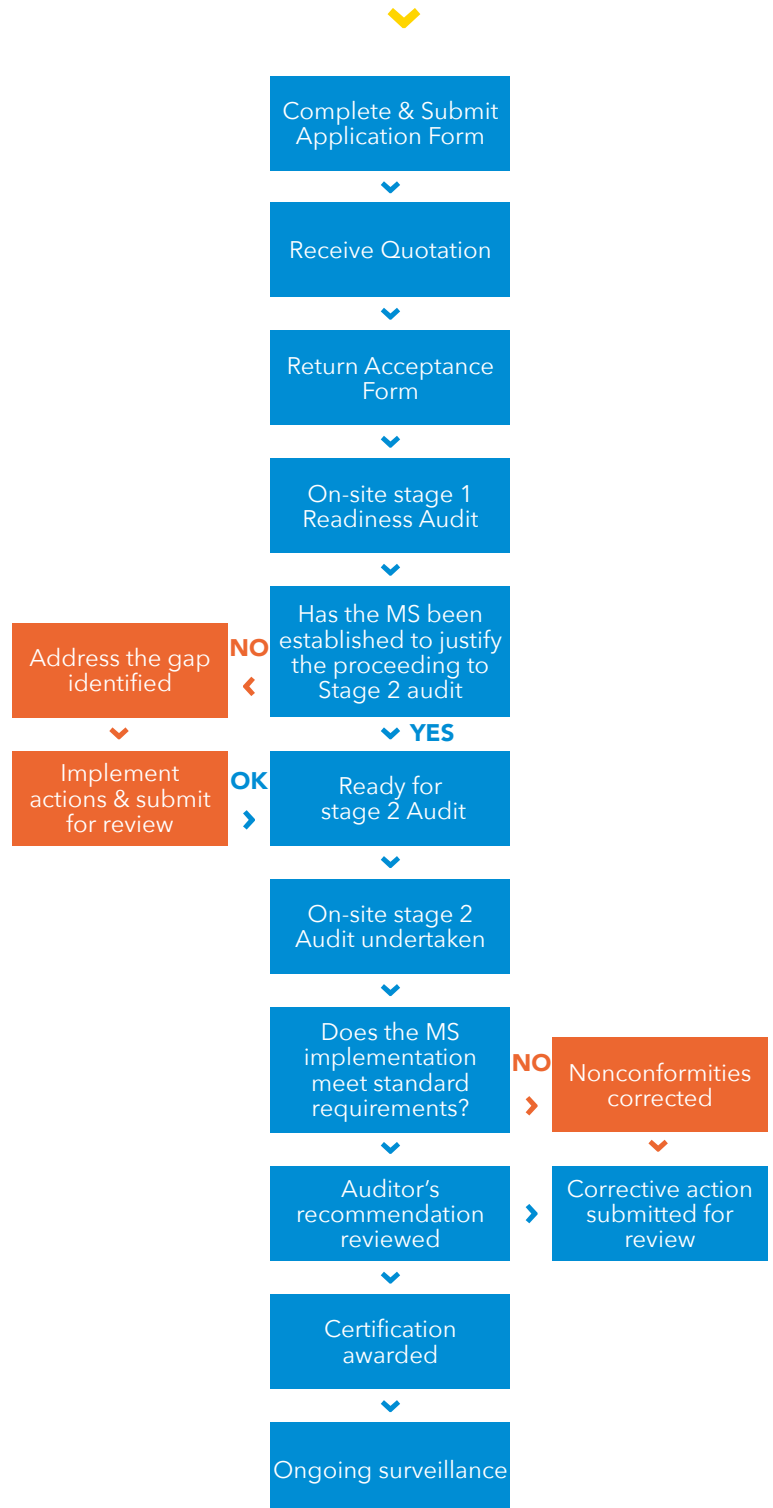 Complete & Submit
Application Form
Receive Quotation
Return Acceptance
Form
On-site stage 1
Readiness Audit
Has the MS been
established to justify
the proceeding to
Stage 2 audit
NO
Address the gap
identified
YES
Implement
actions & submit
for review
OK
Ready for
stage 2 Audit
On-site stage 2
Audit undertaken
Does the MS
implementation
meet standard
requirements?
NO
Nonconformities
corrected
Auditor’s
recommendation
reviewed
Corrective action
submitted for
review
Certification
awarded
Ongoing surveillance